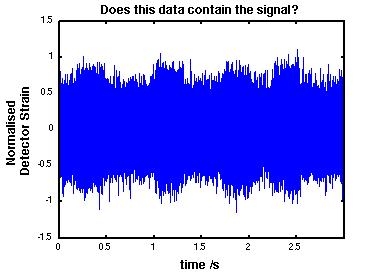 Does this data contain the signal?
1.5
1
0.5
0
-0.5
-1
-1.5
Normalised
Detector Strain
0 0.5 1 1.5 2 2.5
time /s